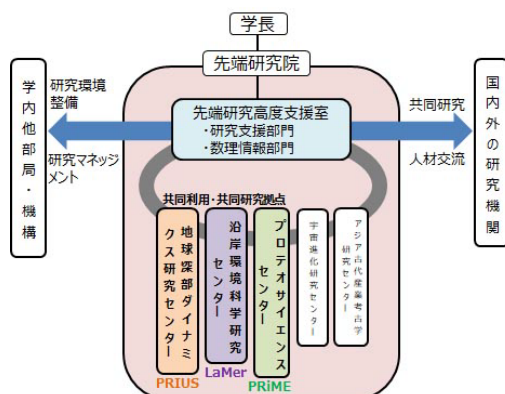 学長
先端研究院
学内他部局・機構
研究環境
整備
研究マネッジ
メント
先端研究高度支援室
・研究支援部門
・数理情報部門
共同研究
人材交流
国内外の研究機関
共同利用・共同研究拠点
地球深部ダイナミ
クス研究センター
沿岸環境科学研究
センター
プロテオサイエンス
センター
宇宙進化研究センター
アジア古代産業考古学
研究センター
PRIUS
LaMer
PRiME